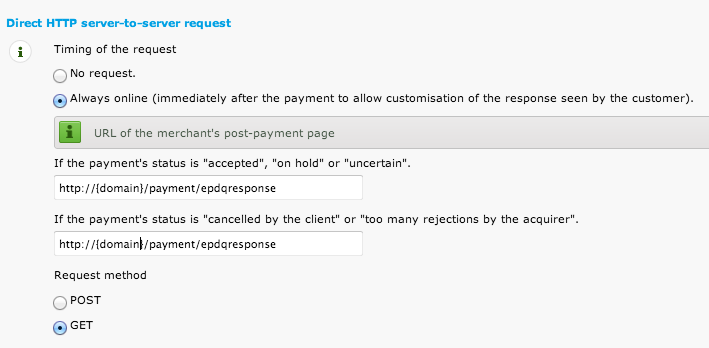 Direct HTTP server-to-server request
Timing of the request
No request.
Always online (immediately after the payment to allow customisation of the response seen by the customer).
URL of the merchant's post-payment page
If the payment's status is "accepted", "on hold" or "uncertain".
http://{domain}/payment/epdqresponse
If the payment's status is "cancelled by the client" or "too many rejections by the acquirer".
http://{domain}/payment/epdqresponse
Request method
POST
GET